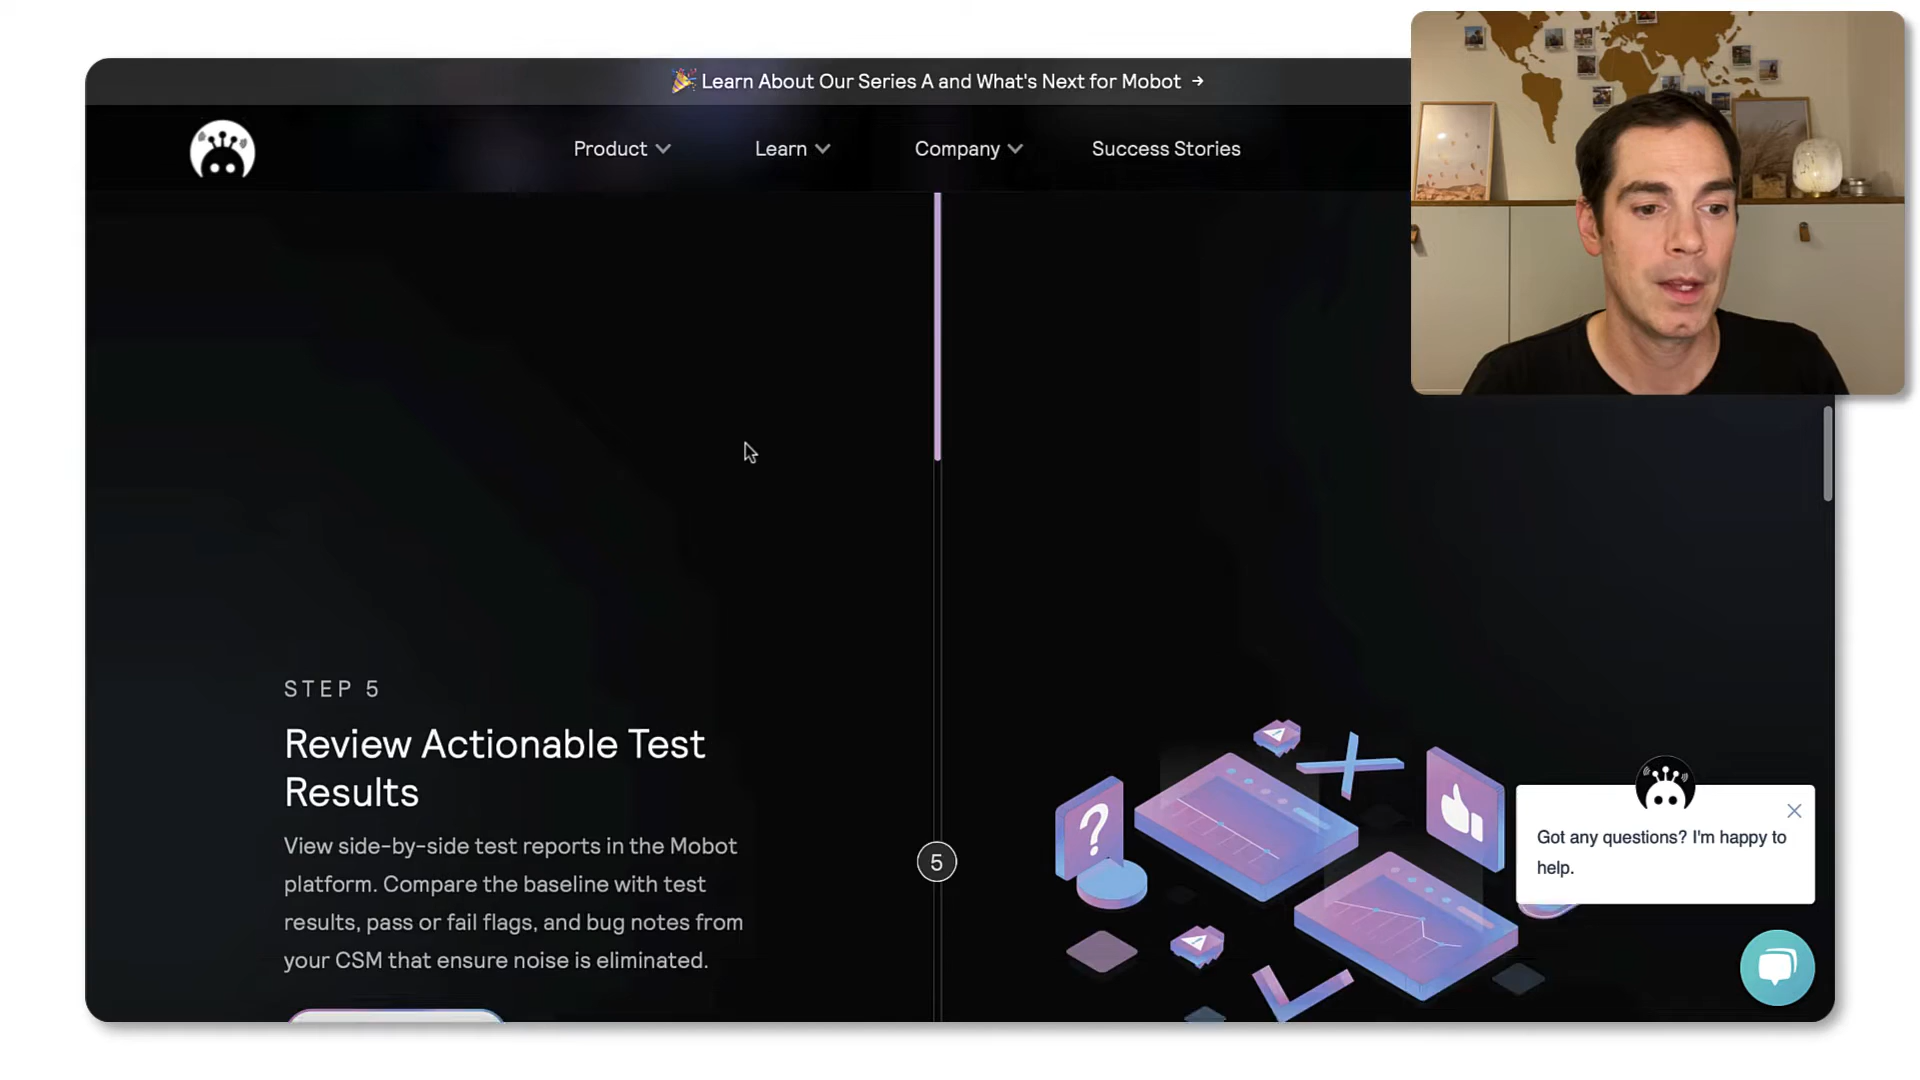 🎉 Learn About Our Series A and What's Next for Mobot →
Product
Learn
Company
Success Stories
STEP 5
Review Actionable Test
Results
View side-by-side test reports in the Mobot
platform. Compare the baseline with test
results, pass or fail flags, and bug notes from
your CSM that ensure noise is eliminated.
5
?
Got any questions? I'm happy to
help.